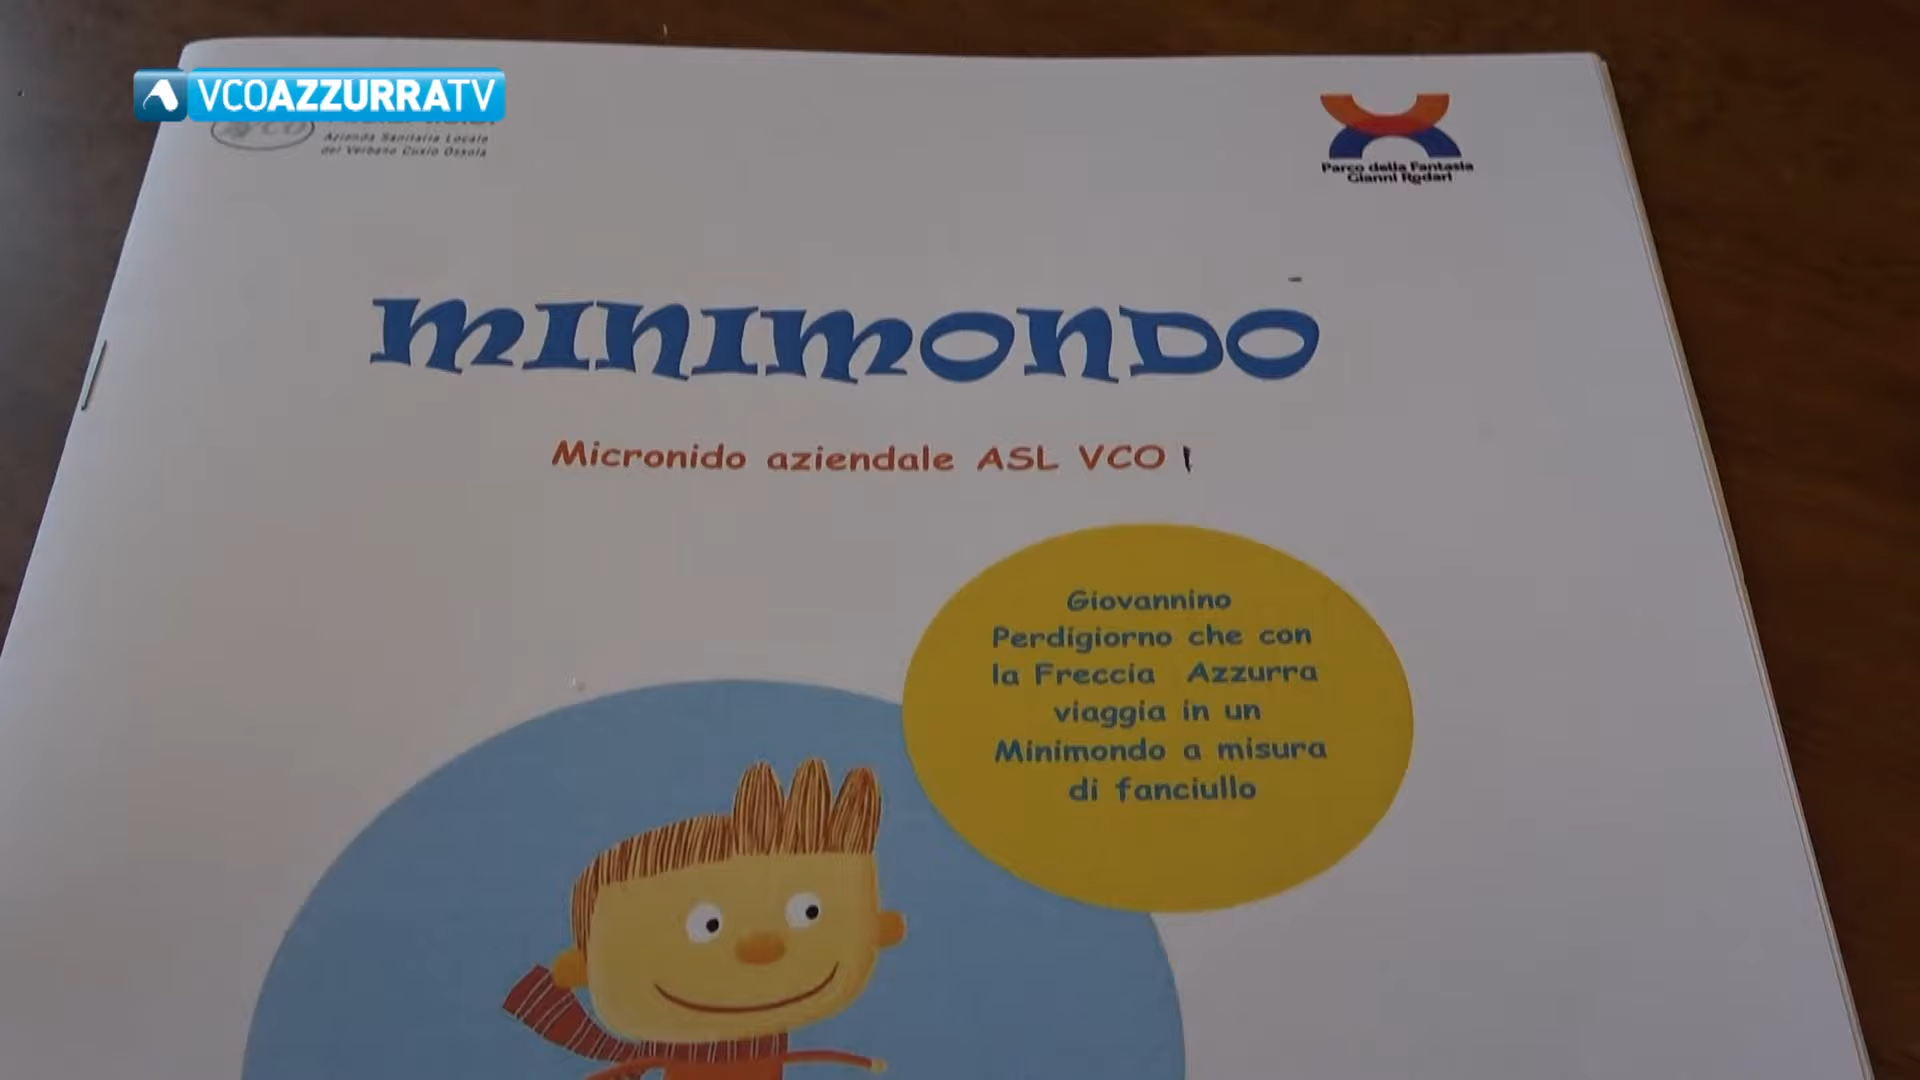 VCOAZZURRATV
Azienda Sanitaria Locale
del Verbano Cusio Ossola
Parco della Fantasia
Gianni Rodari
MINIMONDO
Micronido aziendale ASL VCO
Giovannino
Perdigiorno che con
la Freccia Azzurra
viaggia in un
Minimondo a misura
di fanciullo